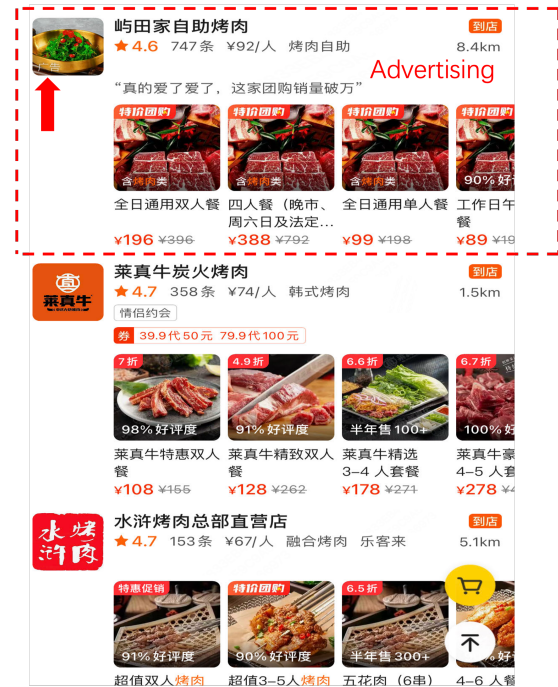 屿田家自助烤肉 到店
4.6 747条 ¥92/人 烤肉自助 8.4km
广告
Advertising
“真的爱了爱了，这家团购销量破万”
特价团购 特价团购 特价团购 特价团购
含烤肉类 含烤肉类 含烤肉类 90%好
全日通用双人餐 四人餐（晚市、 全日通用单人餐 工作日午
周六日及法定... 餐
¥196 ¥396 ¥388 ¥792 ¥99 ¥198 ¥89 ¥19
莱真牛炭火烤肉 到店
4.7 358条 ¥74/人 韩式烤肉 1.5km
莱真牛
情侣约会
券 39.9代50元 79.9代100元
7折 4.9折 6.6折 6.7折
98%好评度 91%好评度 半年售100+ 100%好
莱真牛特惠双人 莱真牛精致双人 莱真牛精选 莱真牛豪
餐 餐 3-4人套餐 4-5人套
¥108 ¥155 ¥128 ¥262 ¥178 ¥271 ¥278
水浒烤肉总部直营店 到店
4.7 153条 ¥67/人 融合烤肉 乐客来 5.1km
水浒
烤肉
特惠促销 特价团购 6.5折
91%好评度 90%好评度 半年售300+ 好
超值双人烤肉 超值3-5人烤肉 五花肉（6串） 4-6人餐